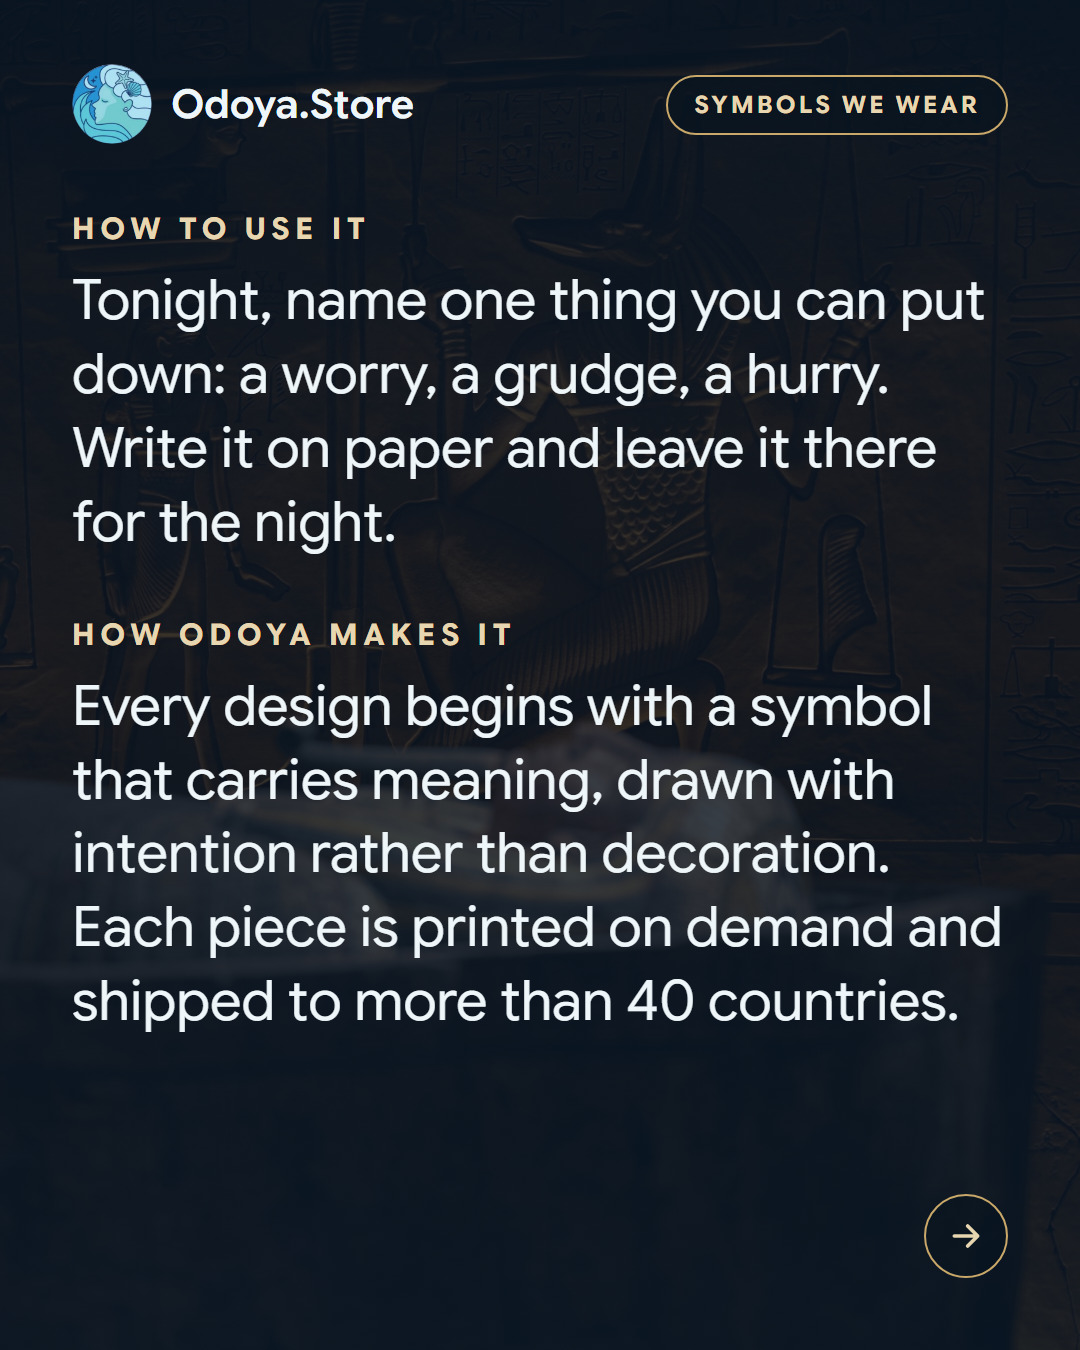 Odoya.Store
SYMBOLS WE WEAR
HOW TO USE IT
Tonight, name one thing you can put
down: a worry, a grudge, a hurry.
Write it on paper and leave it there
for the night.
HOW ODOYA MAKES IT
Every design begins with a symbol
that carries meaning, drawn with
intention rather than decoration.
Each piece is printed on demand and
shipped to more than 40 countries.